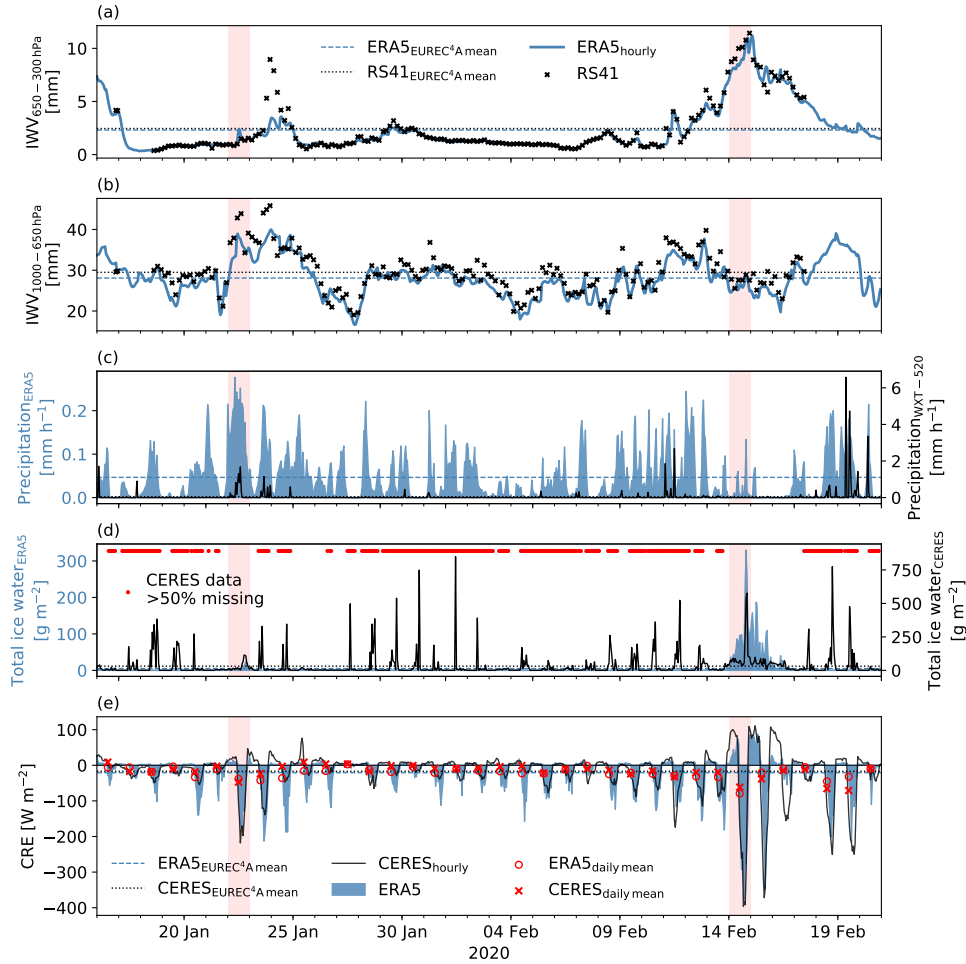 (a)
IWV650−300 hPa
[mm]
10
5
0
ERA5EUREC4A mean
RS41EUREC4A mean
ERA5hourly
RS41
(b)
IWV1000−650 hPa
[mm]
40
30
20
(c)
PrecipitationERA5
[mm h−1]
0.2
0.1
0.0
6
4
2
0
PrecipitationWXT−520
[mm h−1]
(d)
Total ice waterERA5
[g m−2]
300
200
100
0
CERES data
>50% missing
750
500
250
0
Total ice waterCERES
[g m−2]
(e)
CRE [W m−2]
100
0
−100
−200
−300
−400
ERA5EUREC4A mean
CERESEUREC4A mean
CEREShourly
ERA5
ERA5daily mean
CERESdaily mean
20 Jan
25 Jan
30 Jan
04 Feb
09 Feb
14 Feb
19 Feb
2020